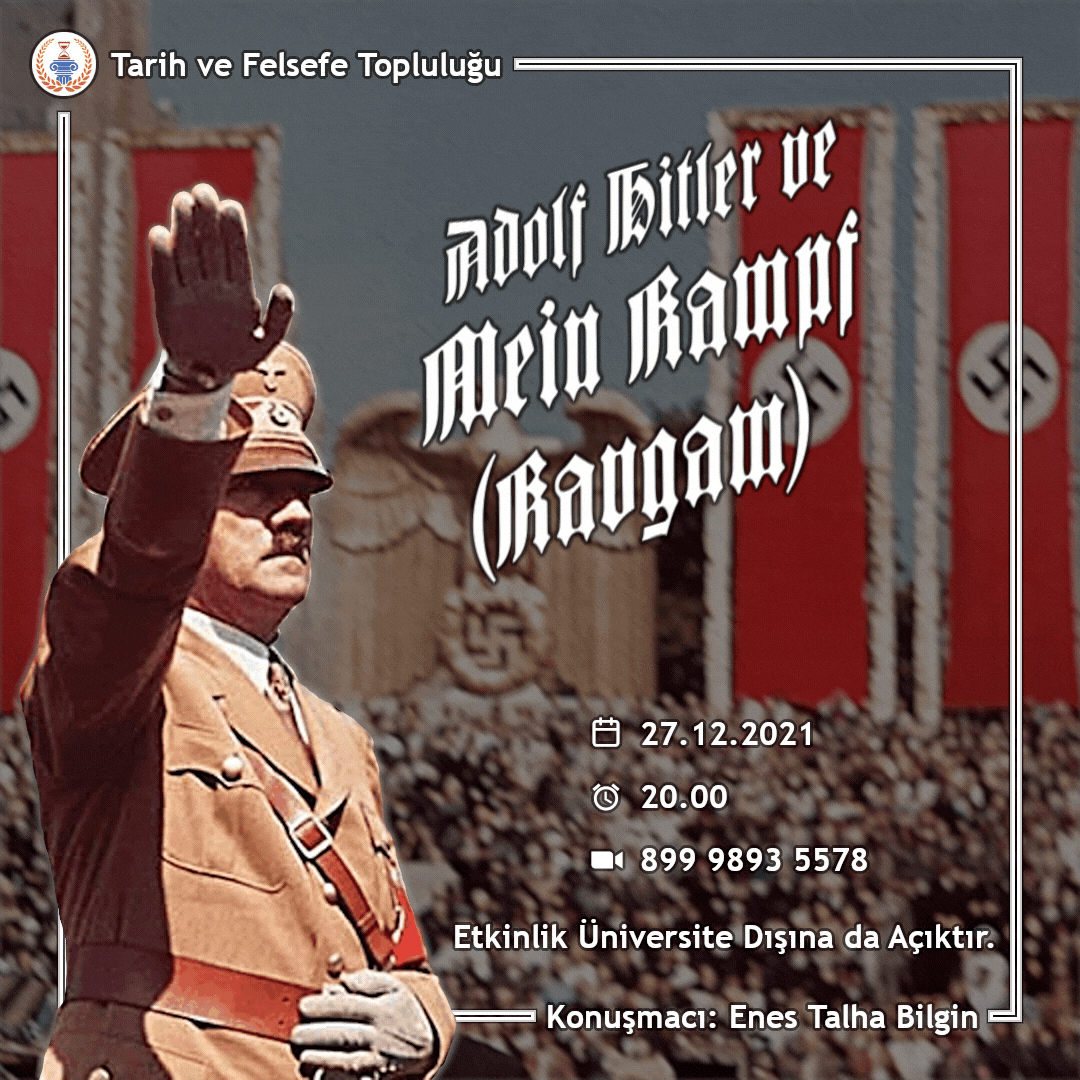 Tarih ve Felsefe Topluluğu
Adolf Hitler ve
Mein Kampf
(Kavgam)
27.12.2021
20.00
899 9893 5578
Etkinlik Üniversite Dışına da Açıktır.
Konuşmacı: Enes Talha Bilgin